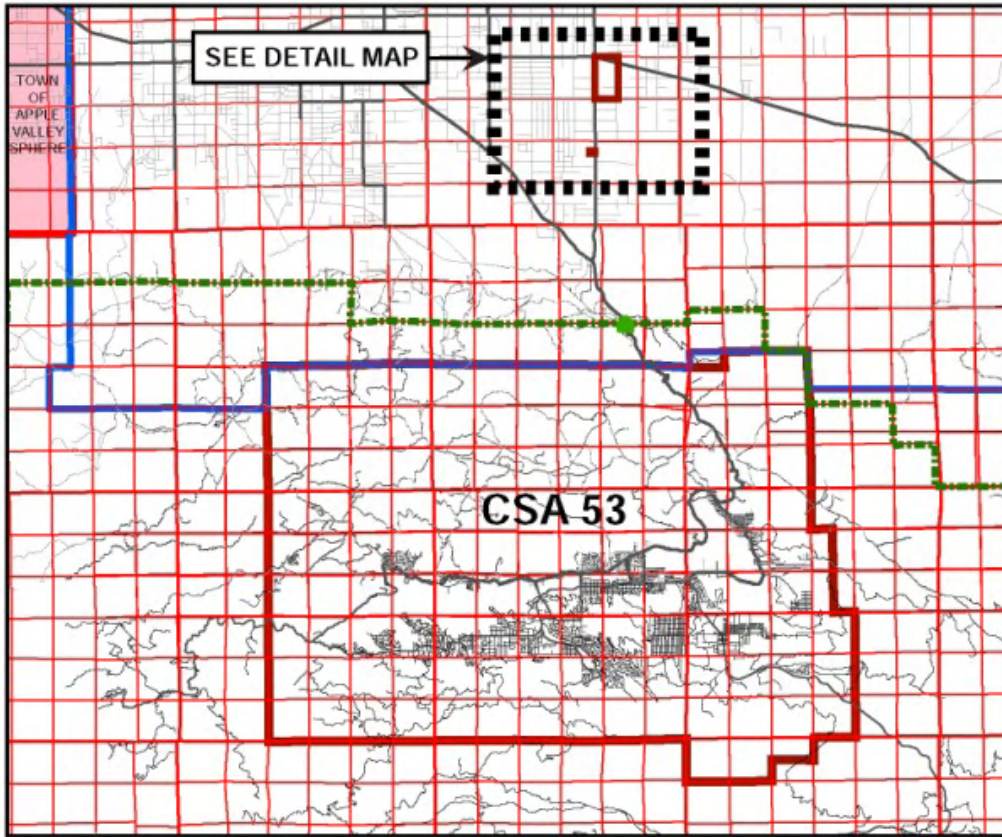 SEE DETAIL MAP
TOWN
OF
APPLE
VALLEY
SPHERE
CSA 53